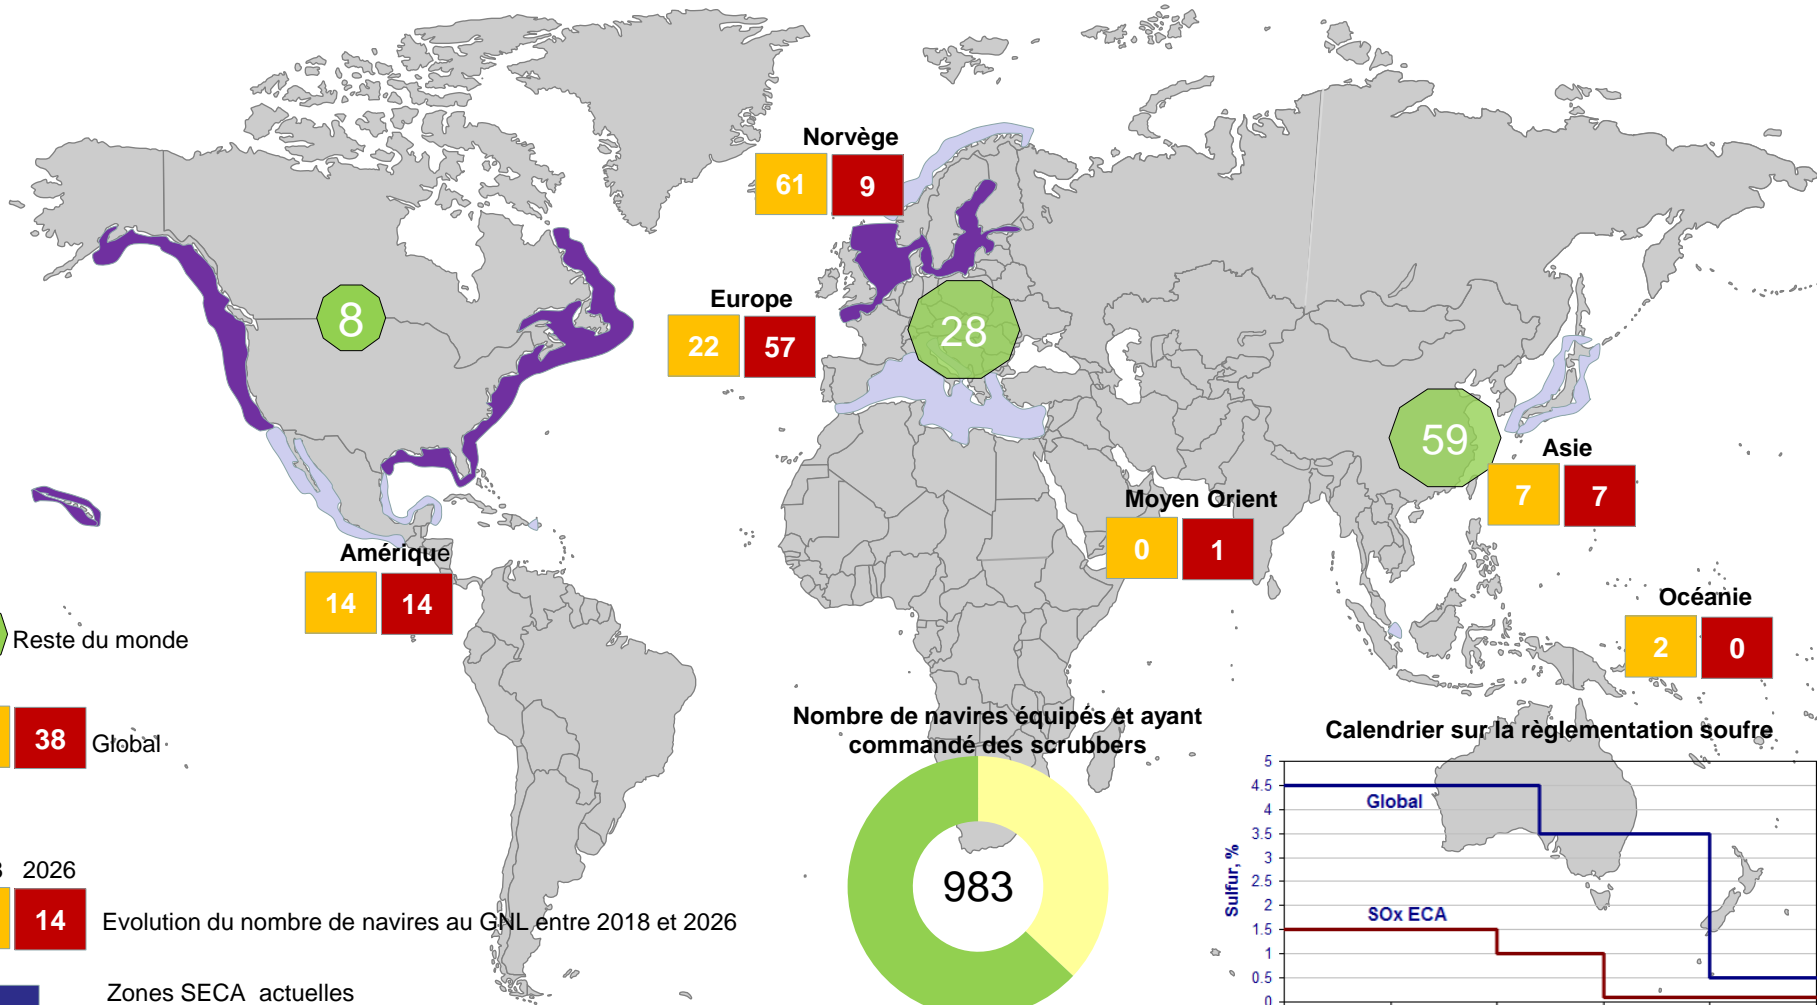 Norvège
61 9
Europe
22 57
8
28
59
Asie
7 7
Moyen Orient
0 1
Amérique
14 14
Océanie
2 0
Reste du monde
38 Global
2026
14 Evolution du nombre de navires au GNL entre 2018 et 2026
Zones SECA actuelles
Nombre de navires équipés et ayant
commandé des scrubbers
983
Calendrier sur la règlementation soufre
Sulfur, %
5
4.5
4
3.5
3
2.5
2
1.5
1
0.5
0
Global
SOx ECA